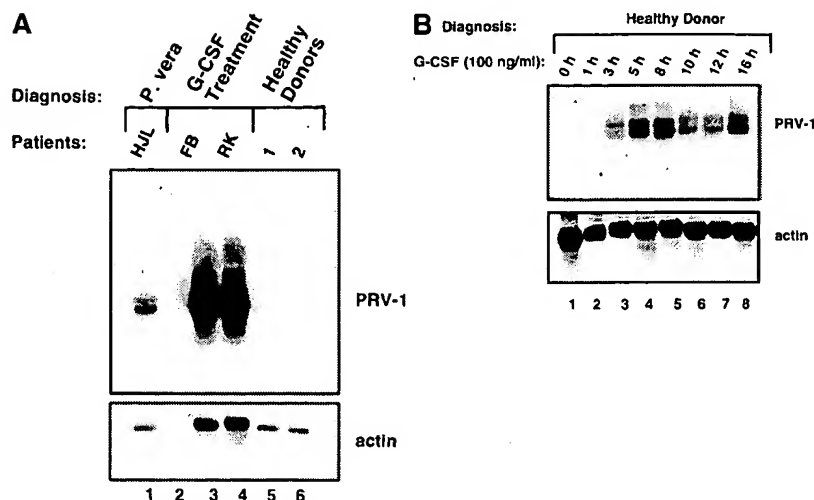 A
Diagnosis:
P. vera
G-CSF
Treatment
Healthy
Donors
Patients:
HJL
FB
RK
1
2
PRV-1
actin
1 2 3 4 5 6
B
Diagnosis:
Healthy Donor
G-CSF (100 ng/ml):
0 h
1 h
3 h
5 h
8 h
10 h
12 h
16 h
PRV-1
actin
1 2 3 4 5 6 7 8